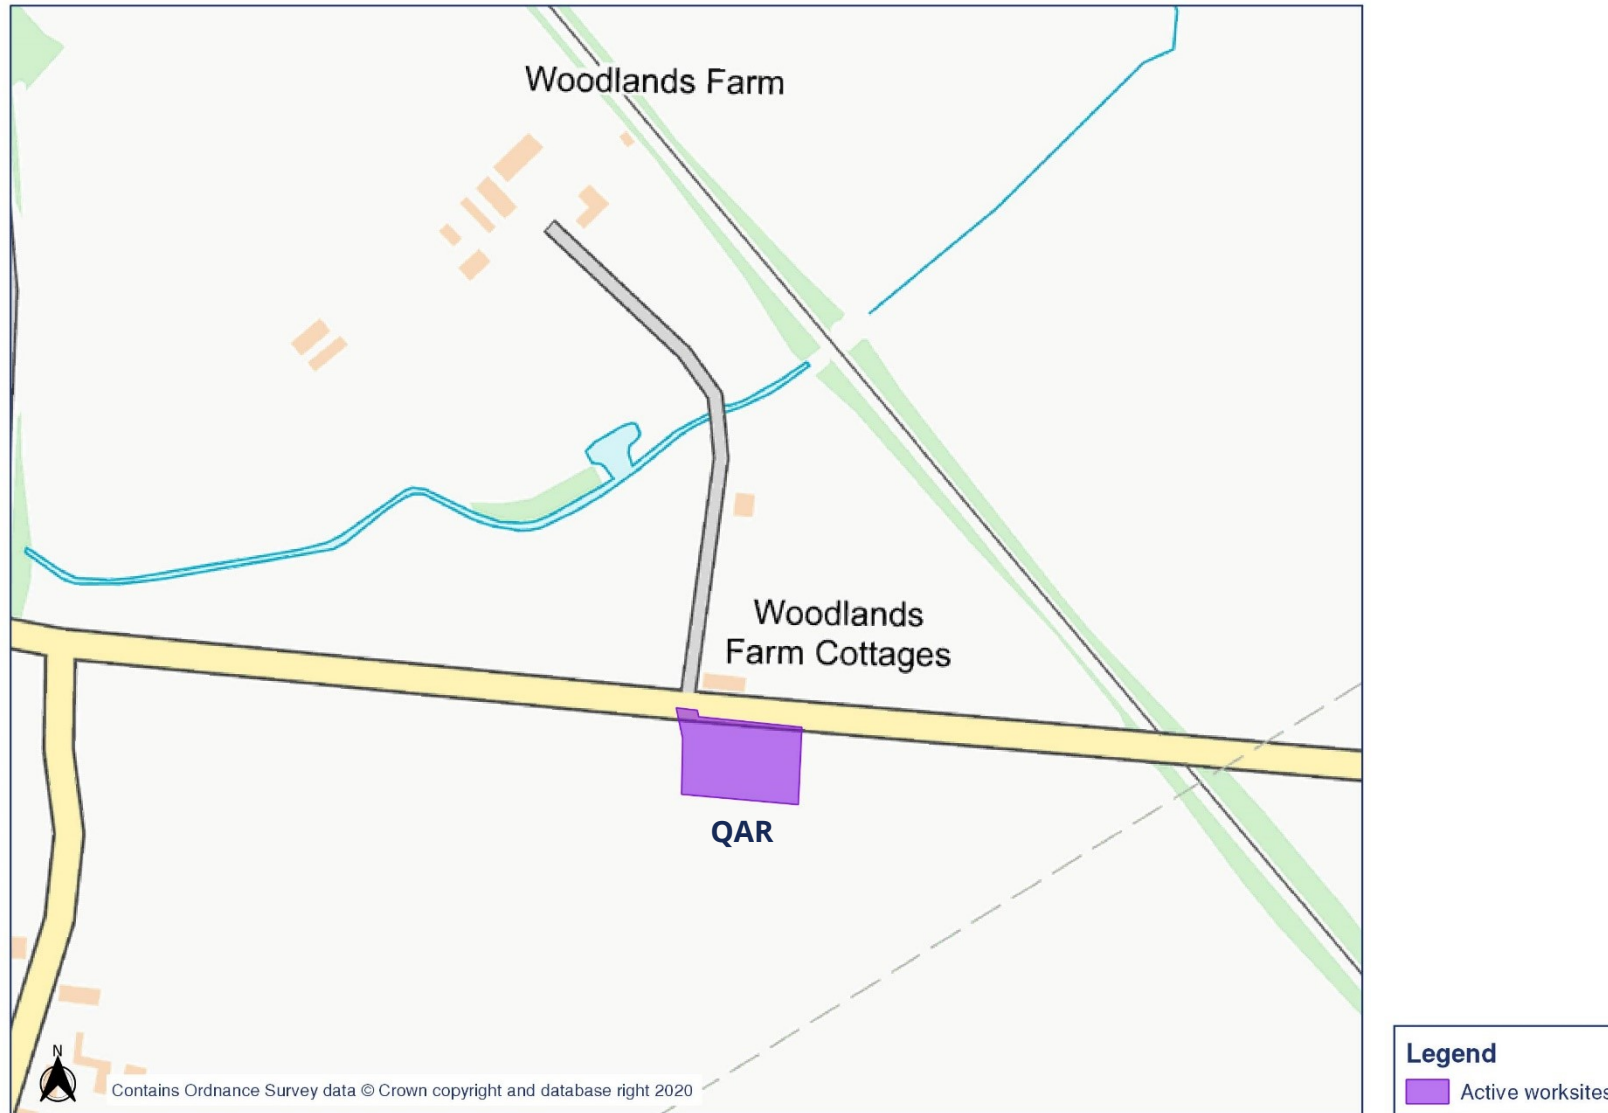 Woodlands Farm
Woodlands
Farm Cottages
QAR
N
Contains Ordnance Survey data © Crown copyright and database right 2020
Legend
Active worksites